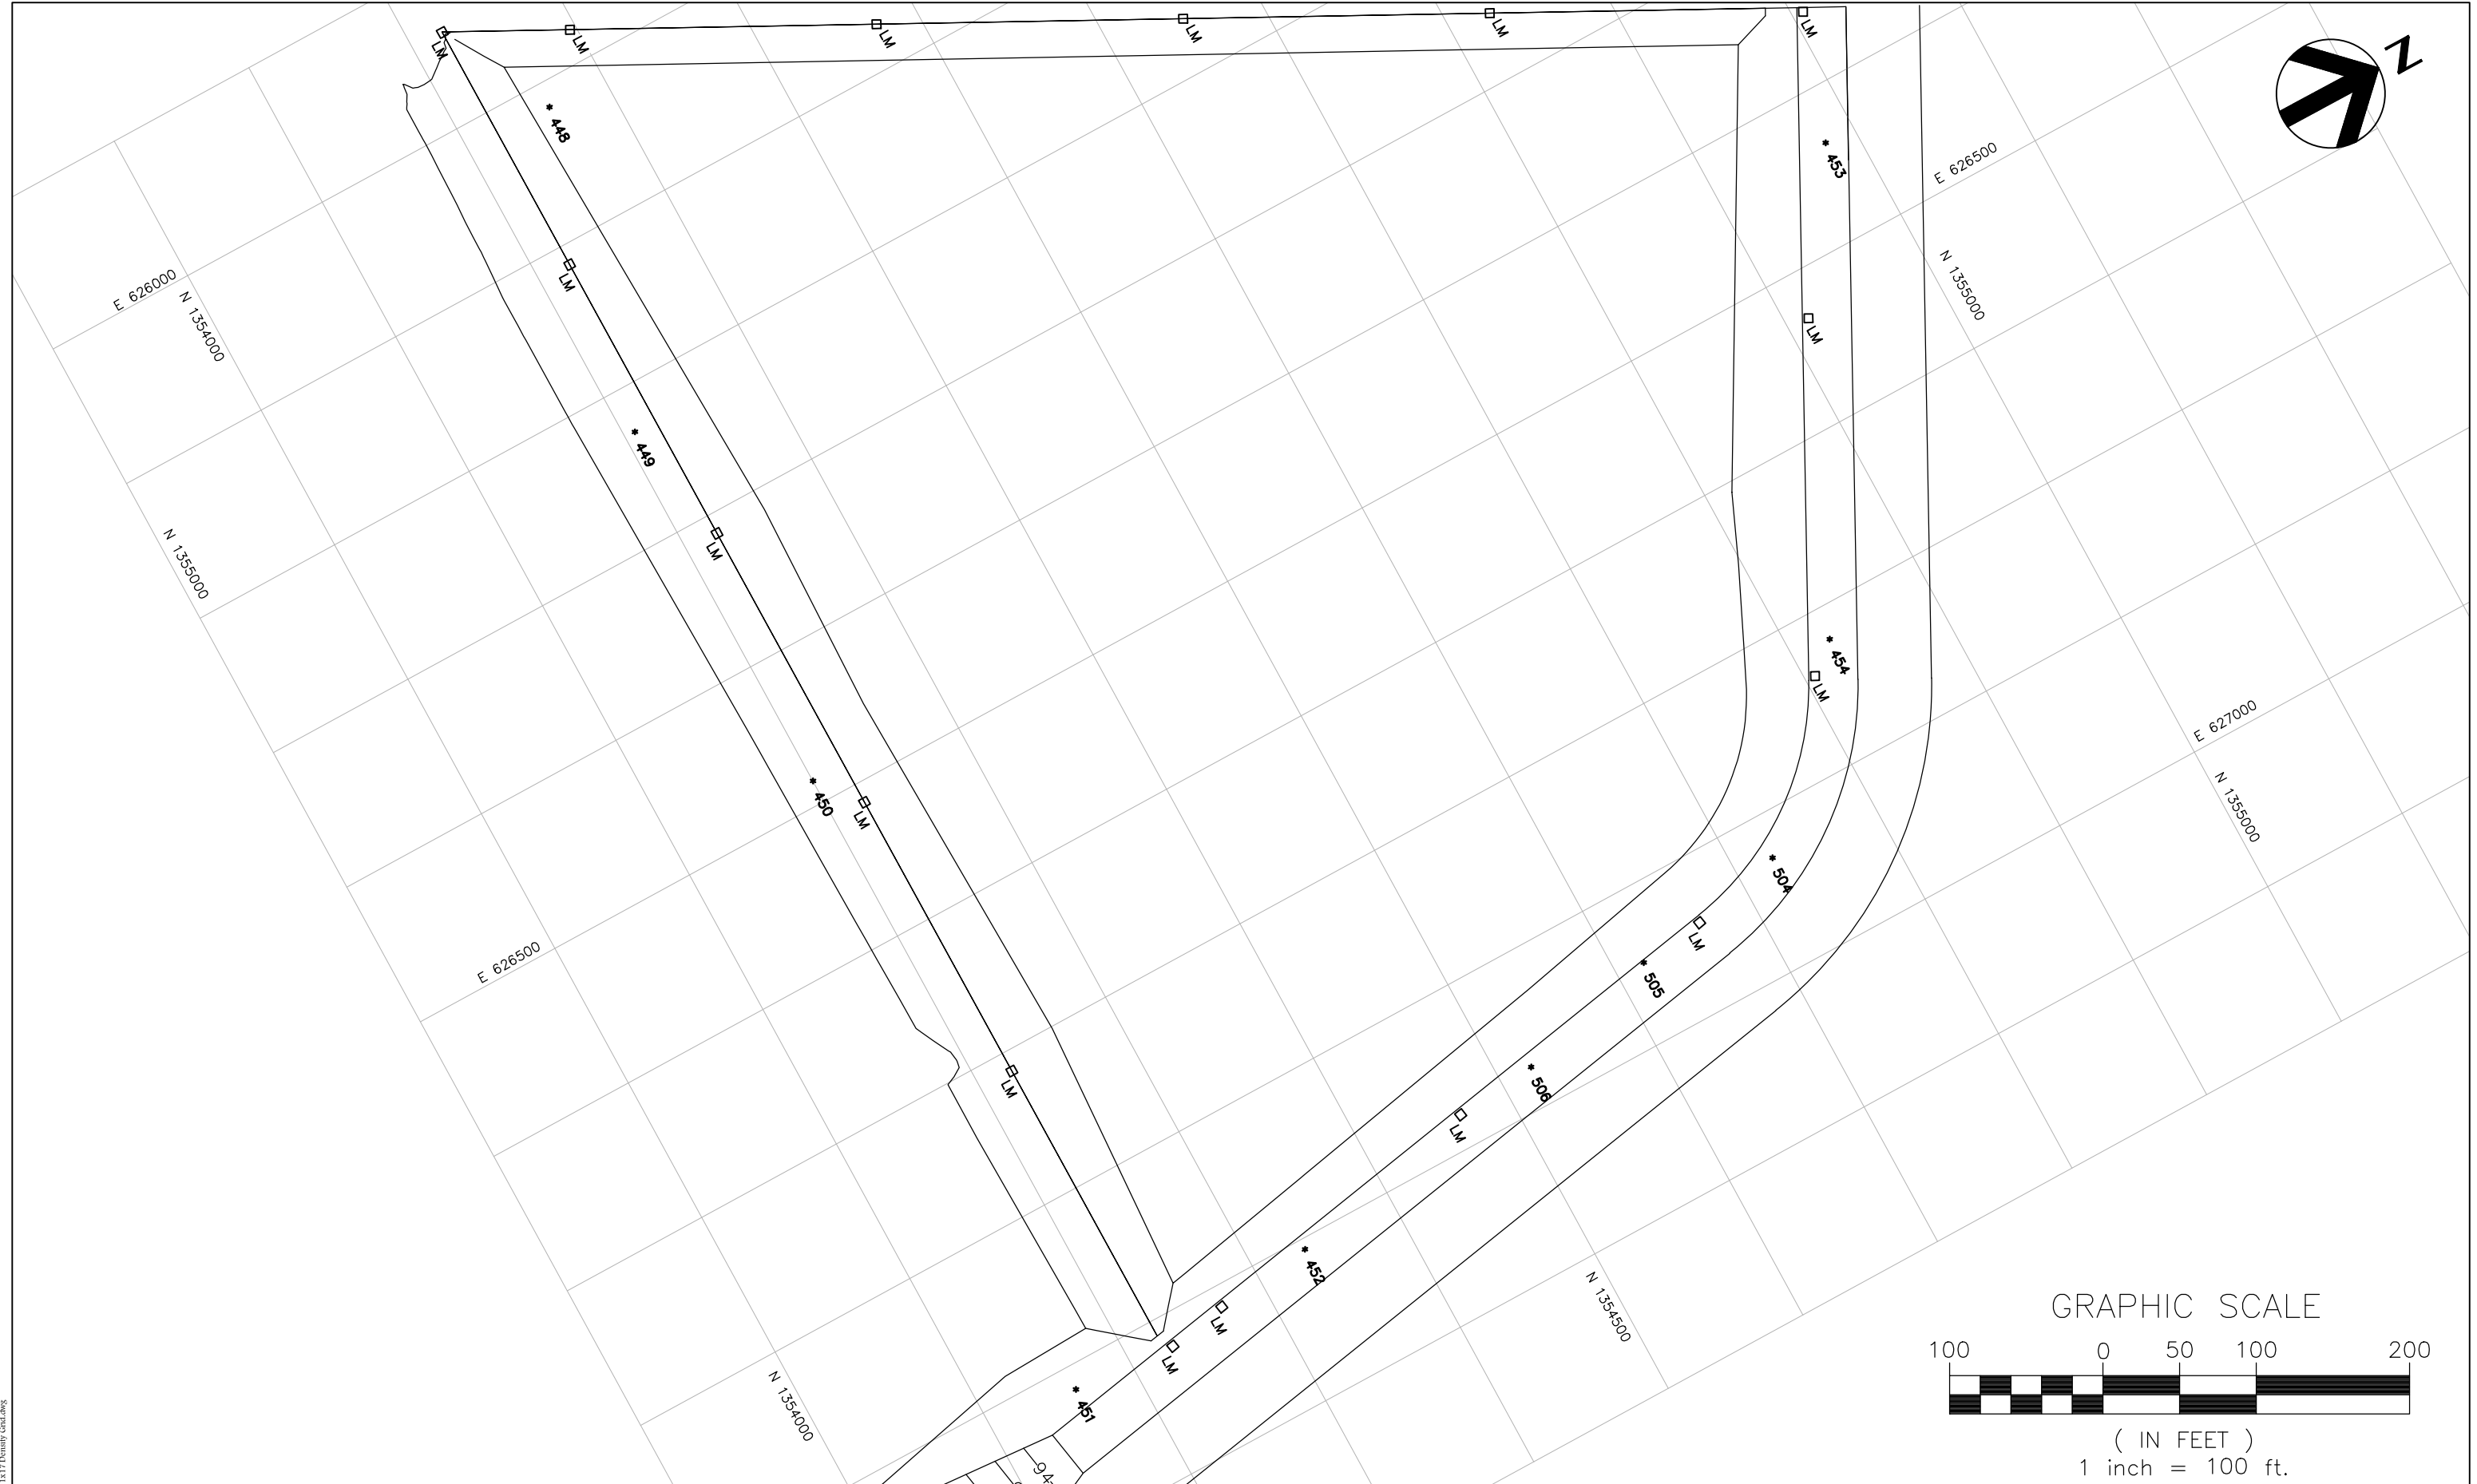 LM
LM
LM
LM
LM
LM
Z
* 448
* 453
E 626500
E 626000
N 1354000
LM
N 1355000
LM
* 449
LM
N 1355000
* 454
LM
E 627000
* 450
LM
N 1355000
* 504
LM
E 626500
* 505
LM
* 506
LM
* 452
N 1354500
LM
LM
N 1354000
* 451
GRAPHIC SCALE
100 0 50 100 200
( IN FEET )
1 inch = 100 ft.